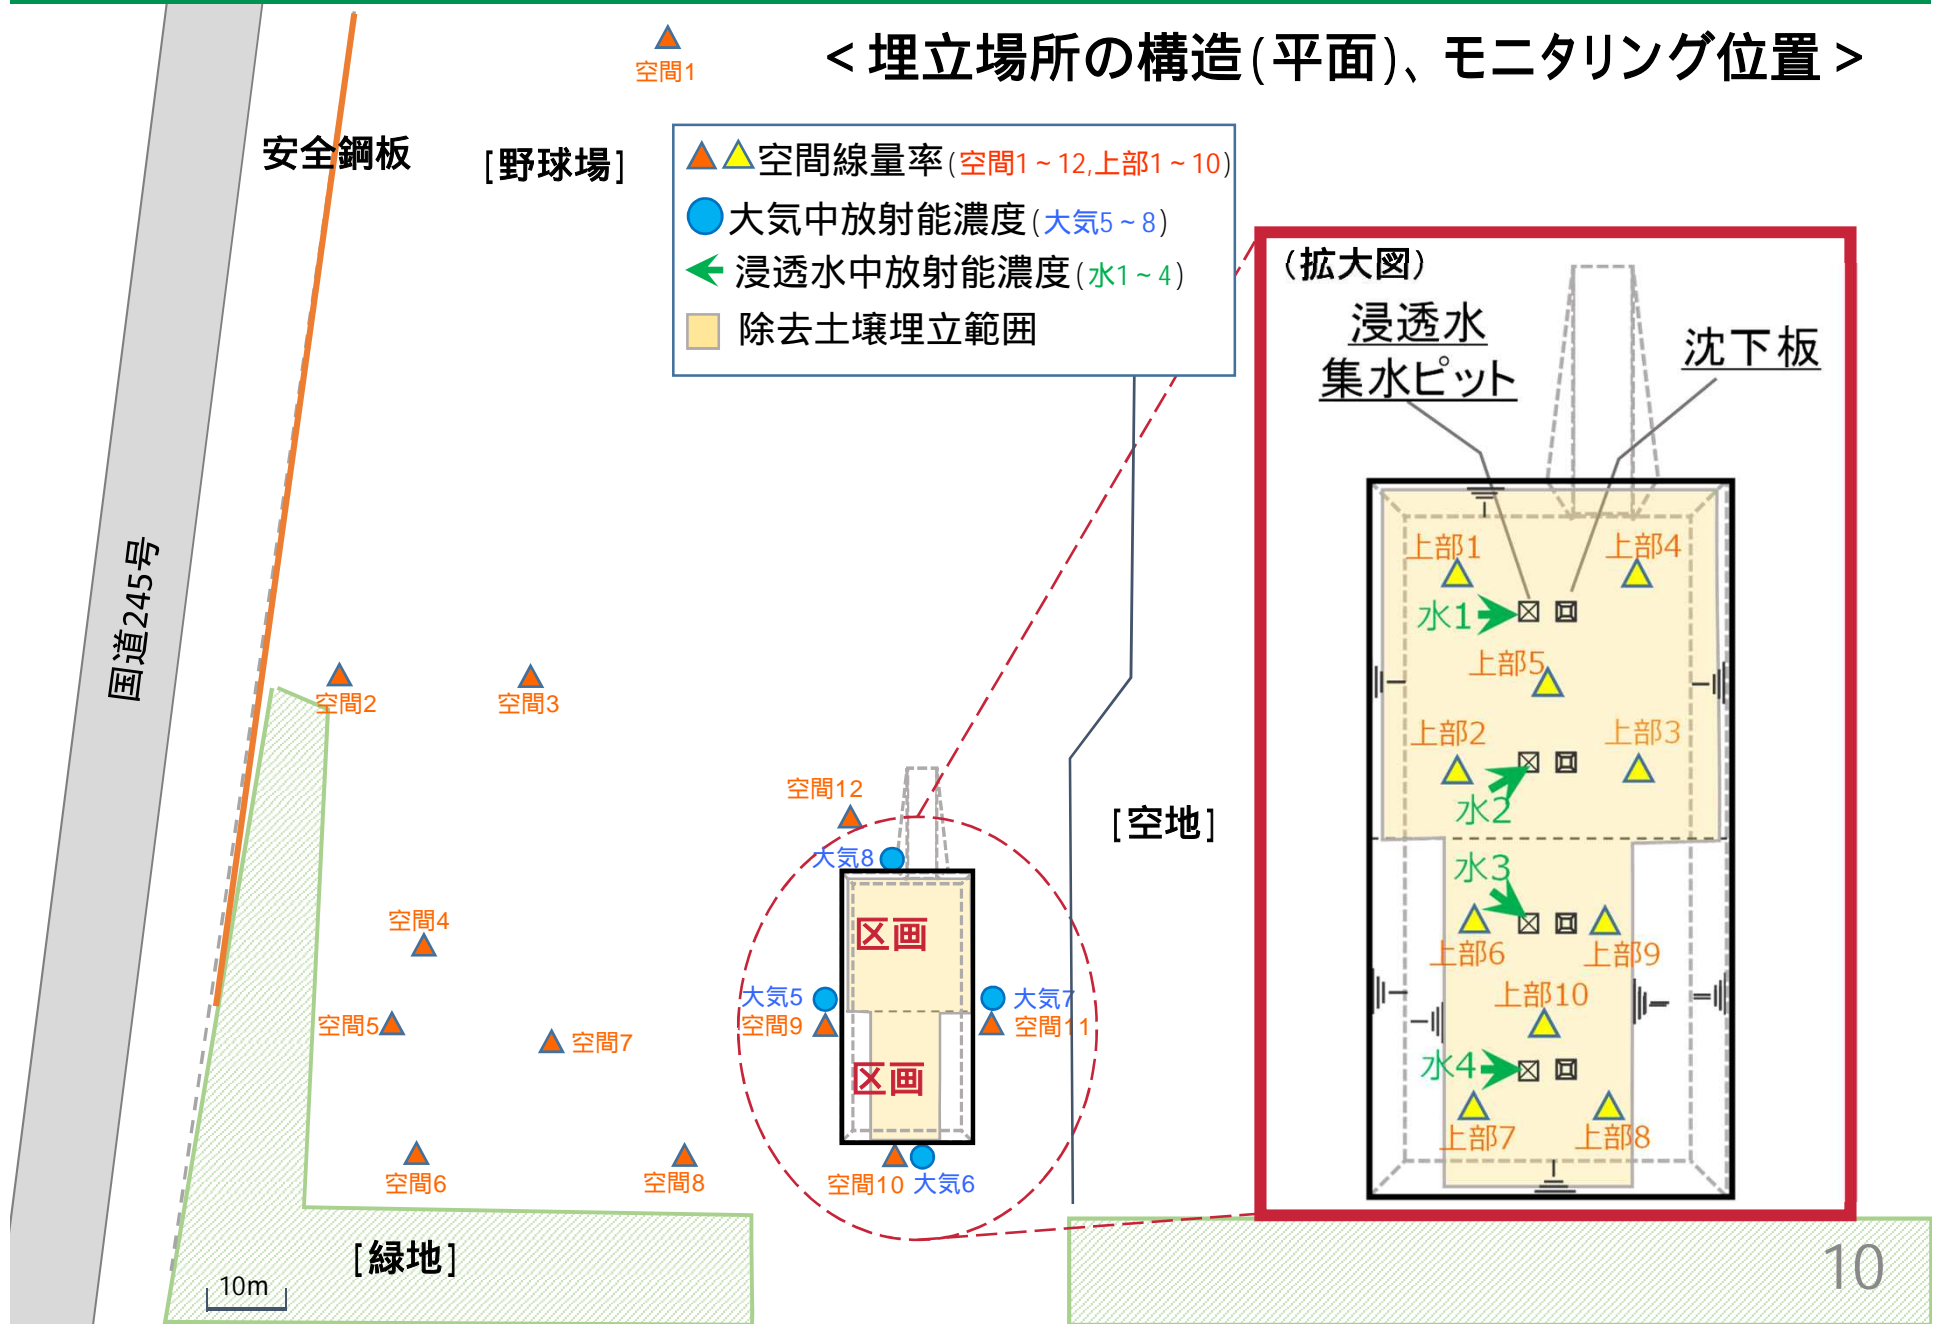 空間1
<埋立場所の構造(平面)、モニタリング位置>
安全鋼板
[野球場]
空間線量率(空間1~12,上部1~10)
大気中放射能濃度(大気5~8)
浸透水中放射能濃度(水1~4)
除去土壌埋立範囲
(拡大図)
浸透水
集水ピット
沈下板
国道245号
上部1
上部4
水1
上部5
上部2
上部3
水2
水3
上部6
上部9
上部10
水4
上部7
上部8
空間2
空間3
空間12
[空地]
大気8
空間4
区画
大気5
大気7
空間5
空間7
空間9
空間11
区画
空間6
空間8
空間10
大気6
[緑地]
10m
10